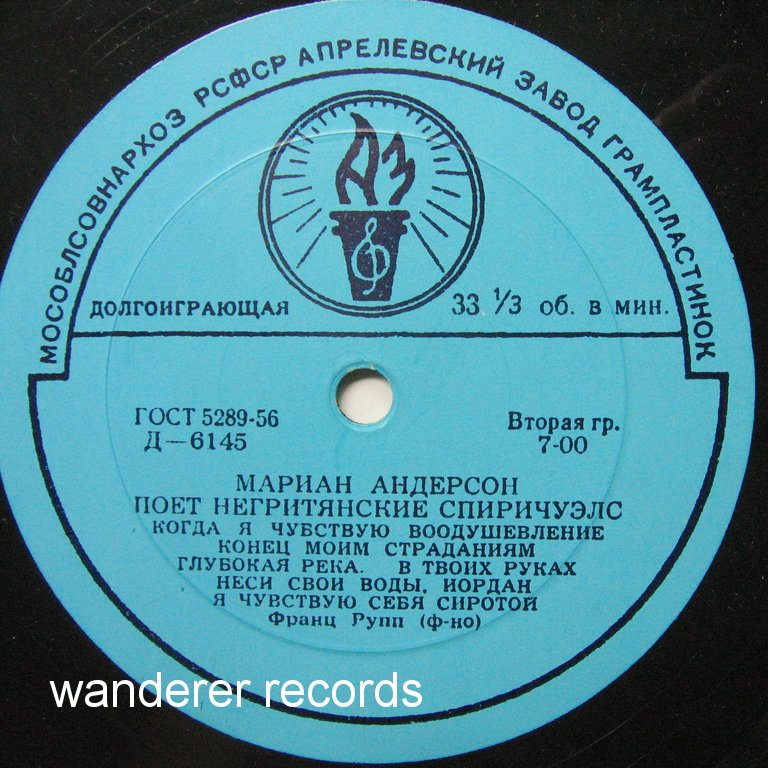 МОСОБЛСОВНАРХОЗ РСФСР АПРЕЛЕВСКИЙ ЗАВОД ГРАМПЛАСТИНОК
АЗ
ДОЛГОИГРАЮЩАЯ 33 1/3 об. в мин.
ГОСТ 5289-56 Вторая гр.
Д—6145 7-00
МАРИАН АНДЕРСОН
ПОЕТ НЕГРИТЯНСКИЕ СПИРИЧУЭЛС
КОГДА Я ЧУВСТВУЮ ВООДУШЕВЛЕНИЕ
КОНЕЦ МОИМ СТРАДАНИЯМ
ГЛУБОКАЯ РЕКА. В ТВОИХ РУКАХ
НЕСИ СВОИ ВОДЫ, ИОРДАН
Я ЧУВСТВУЮ СЕБЯ СИРОТОЙ
Франц Рупп (ф-но)
wanderer records